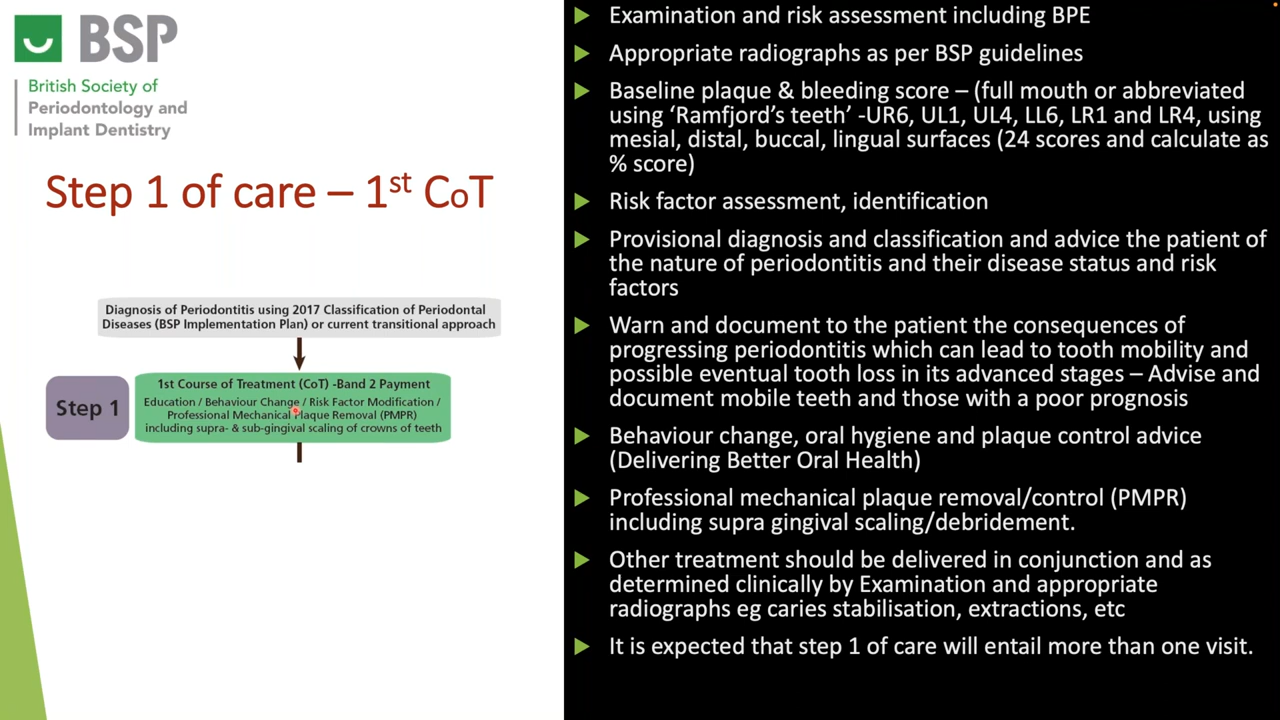 BSP
British Society of
Periodontology and
Implant Dentistry
Step 1 of care – 1st CoT
Diagnosis of Periodontitis using 2017 Classification of Periodontal
Diseases (BSP Implementation Plan) or current transitional approach
Step 1
1st Course of Treatment (CoT) -Band 2 Payment
Education / Behaviour Change / Risk Factor Modification /
Professional Mechanical Plaque Removal (PMPR)
including supra- & sub-gingival scaling of crowns of teeth
Examination and risk assessment including BPE
Appropriate radiographs as per BSP guidelines
Baseline plaque & bleeding score – (full mouth or abbreviated
using ‘Ramfjord’s teeth’ -UR6, UL1, UL4, LL6, LR1 and LR4, using
mesial, distal, buccal, lingual surfaces (24 scores and calculate as
% score)
Risk factor assessment, identification
Provisional diagnosis and classification and advice the patient of
the nature of periodontitis and their disease status and risk
factors
Warn and document to the patient the consequences of
progressing periodontitis which can lead to tooth mobility and
possible eventual tooth loss in its advanced stages – Advise and
document mobile teeth and those with a poor prognosis
Behaviour change, oral hygiene and plaque control advice
(Delivering Better Oral Health)
Professional mechanical plaque removal/control (PMPR)
including supra gingival scaling/debridement.
Other treatment should be delivered in conjunction and as
determined clinically by Examination and appropriate
radiographs eg caries stabilisation, extractions, etc
It is expected that step 1 of care will entail more than one visit.